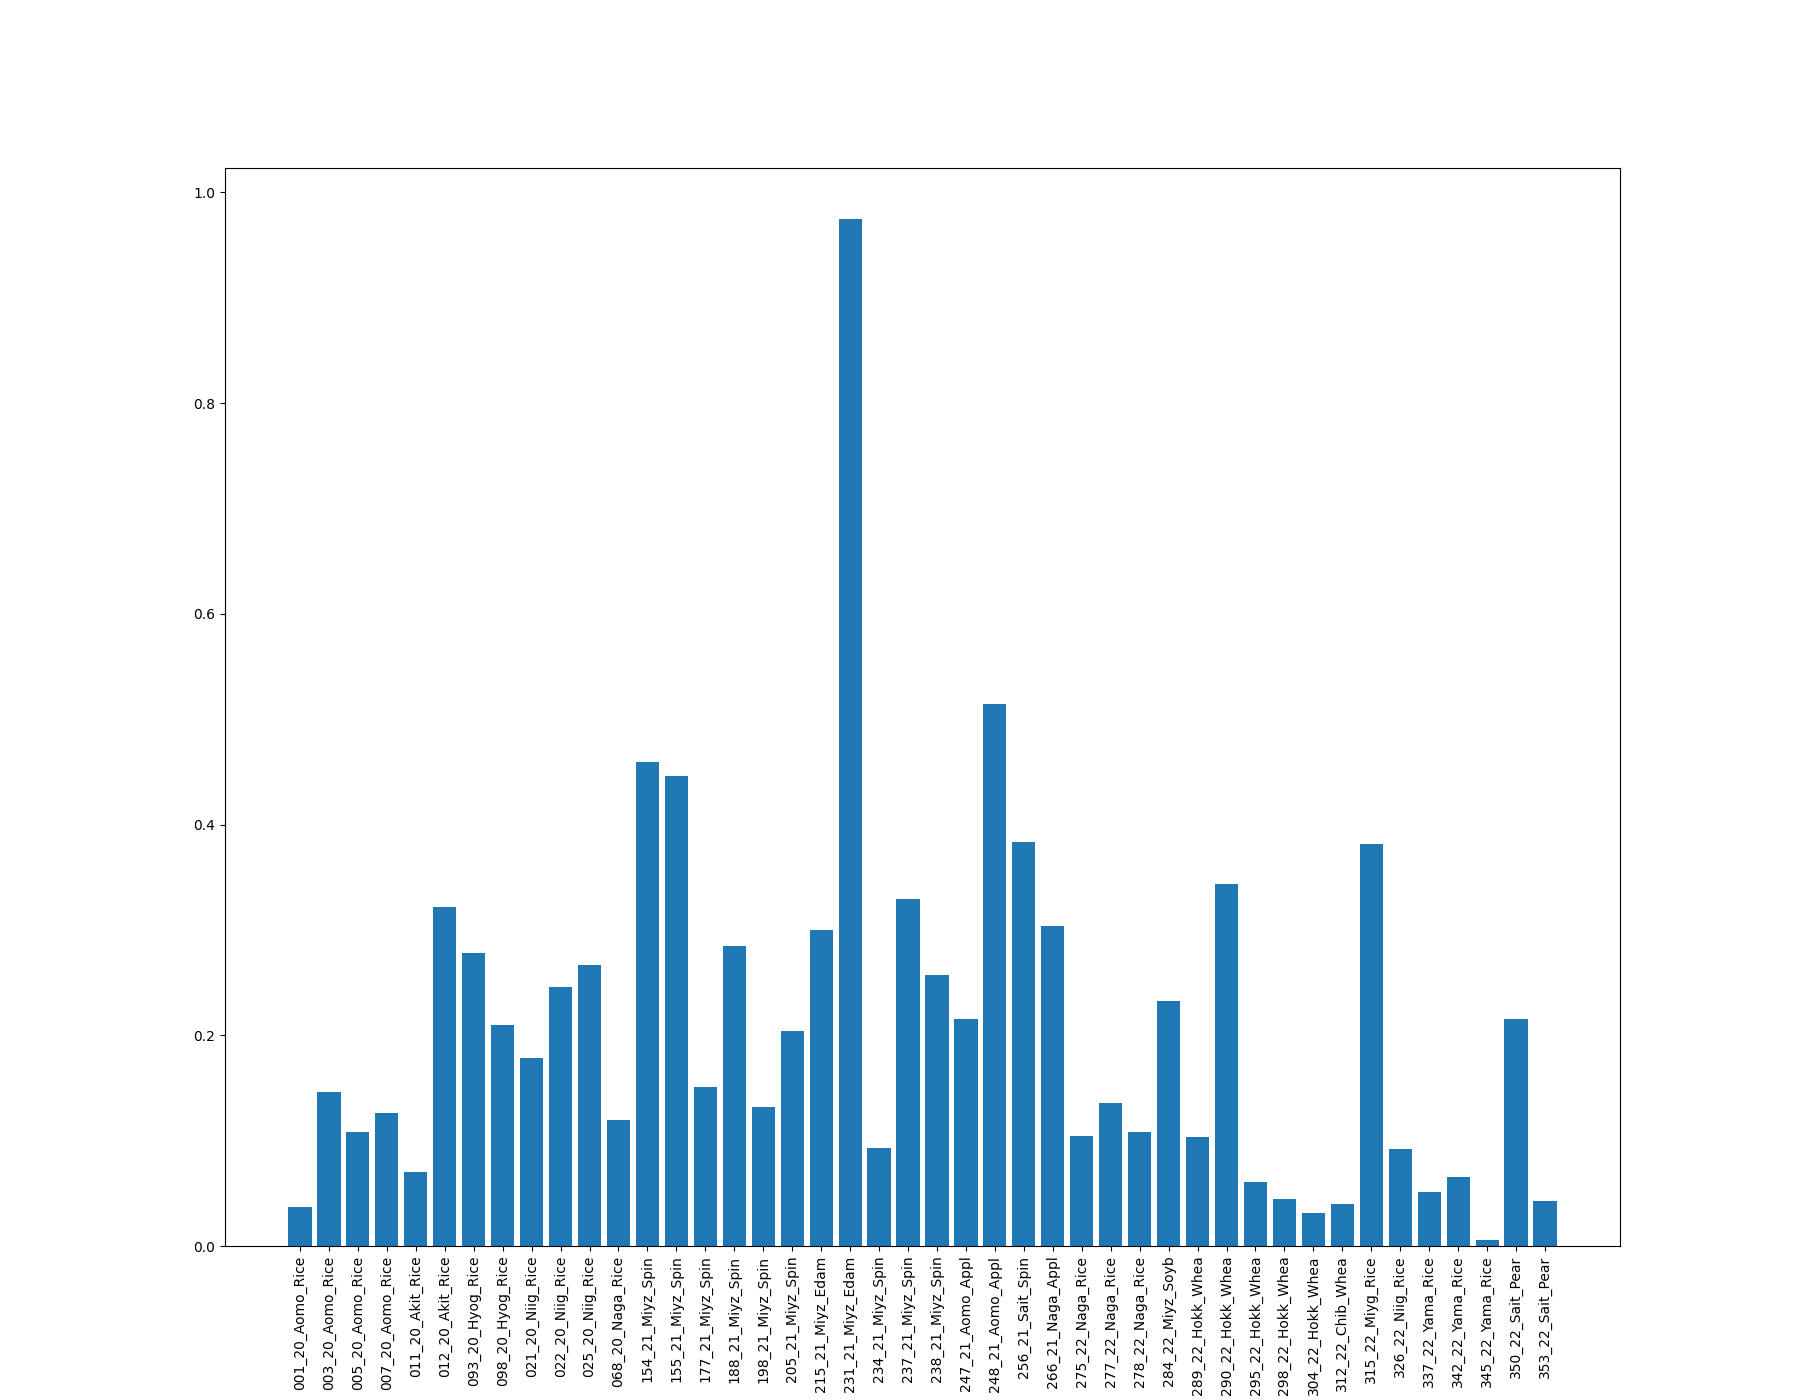 1.0
0.8
0.6
0.4
0.2
0.0
001_20_Aomo_Rice
003_20_Aomo_Rice
005_20_Aomo_Rice
007_20_Aomo_Rice
011_20_Akit_Rice
012_20_Akit_Rice
093_20_Hyog_Rice
098_20_Hyog_Rice
021_20_Niig_Rice
022_20_Niig_Rice
025_20_Niig_Rice
068_20_Naga_Rice
154_21_Miyz_Spin
155_21_Miyz_Spin
177_21_Miyz_Spin
188_21_Miyz_Spin
198_21_Miyz_Spin
205_21_Miyz_Spin
215_21_Miyz_Edam
231_21_Miyz_Edam
234_21_Miyz_Spin
237_21_Miyz_Spin
238_21_Miyz_Spin
247_21_Aomo_Appl
248_21_Aomo_Appl
256_21_Sait_Spin
266_21_Naga_Appl
275_22_Naga_Rice
277_22_Naga_Rice
278_22_Naga_Rice
284_22_Miyz_Soyb
289_22_Hokk_Whea
290_22_Hokk_Whea
295_22_Hokk_Whea
298_22_Hokk_Whea
304_22_Hokk_Whea
312_22_Chib_Whea
315_22_Miyg_Rice
326_22_Niig_Rice
337_22_Yama_Rice
342_22_Yama_Rice
345_22_Yama_Rice
350_22_Sait_Pear
353_22_Sait_Pear